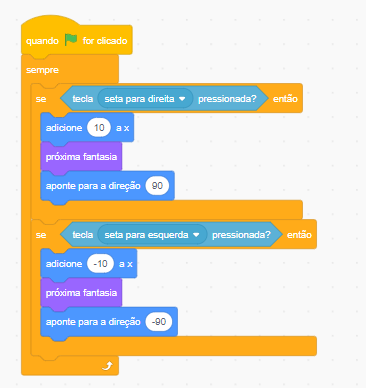 quando for clicado
sempre
se tecla seta para direita pressionada? então
adicione 10 a x
próxima fantasia
aponte para a direção 90
se tecla seta para esquerda pressionada? então
adicione -10 a x
próxima fantasia
aponte para a direção -90